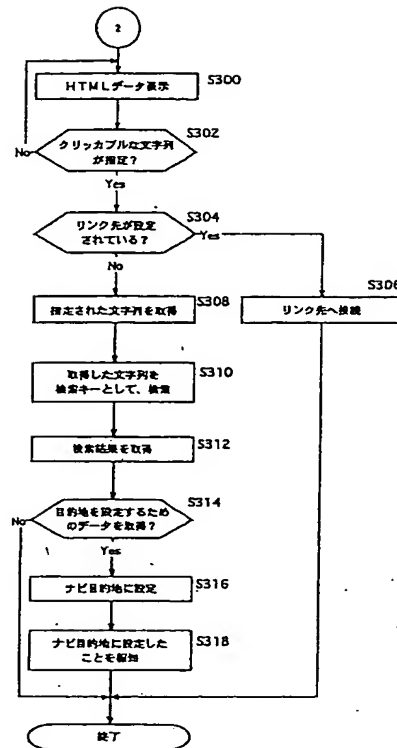 2
HTMLデータ表示
S300
クリッカブルな文字列
が指定?
S302
No
Yes
リンク先が設定
されている?
S304
Yes
No
指定された文字列を取得
S308
リンク先へ接続
S306
取得した文字列を
検索キーとして、検索
S310
検索結果を取得
S312
目的地を設定するため
のデータを取得?
S314
No
Yes
ナビ目的地に設定
S316
ナビ目的地に設定した
ことを報知
S318
終了